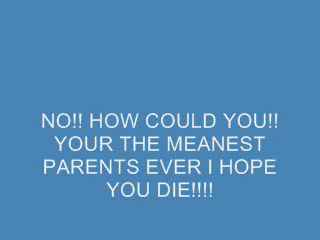 NO!! HOW COULD YOU!!
YOUR THE MEANEST
PARENTS EVER I HOPE
YOU DIE!!!!